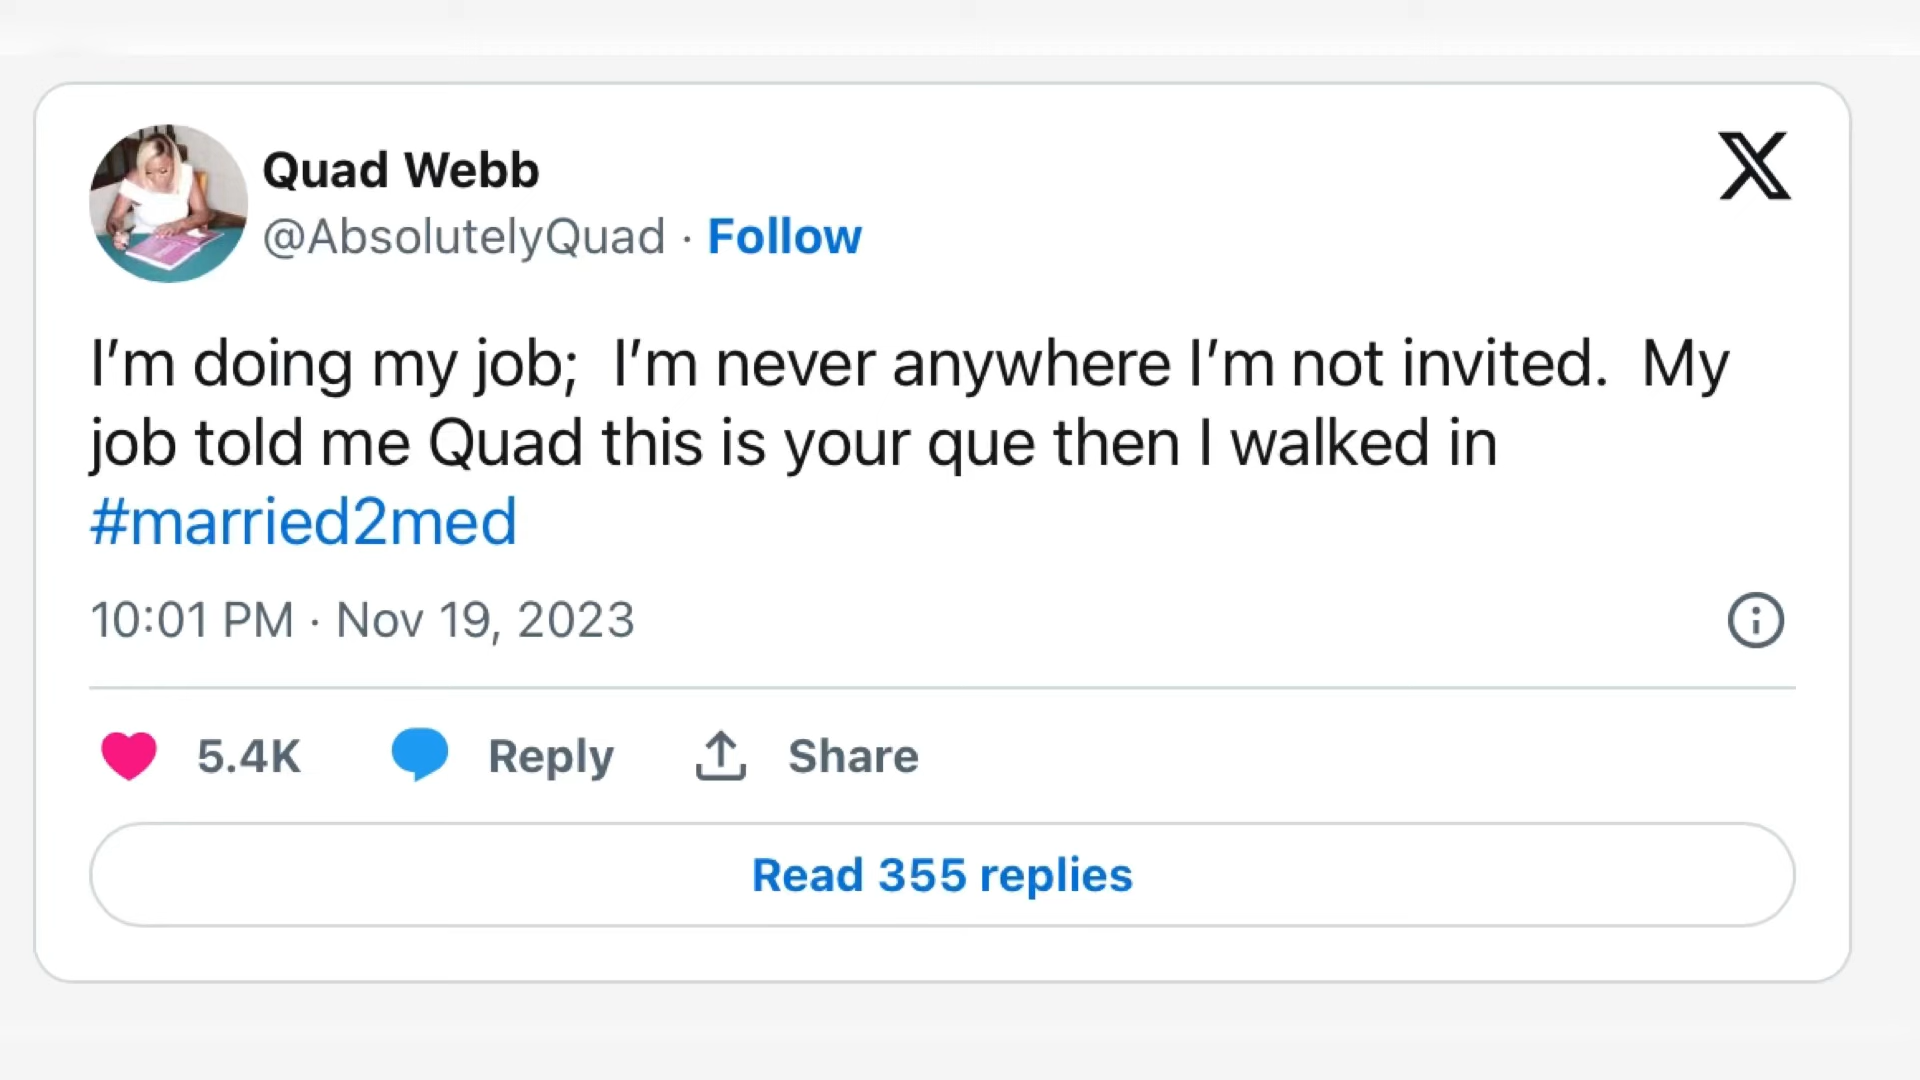 Quad Webb
@AbsolutelyQuad · Follow
I’m doing my job;  I’m never anywhere I’m not invited.  My
job told me Quad this is your que then I walked in
#married2med
10:01 PM · Nov 19, 2023
5.4K Reply Share
Read 355 replies